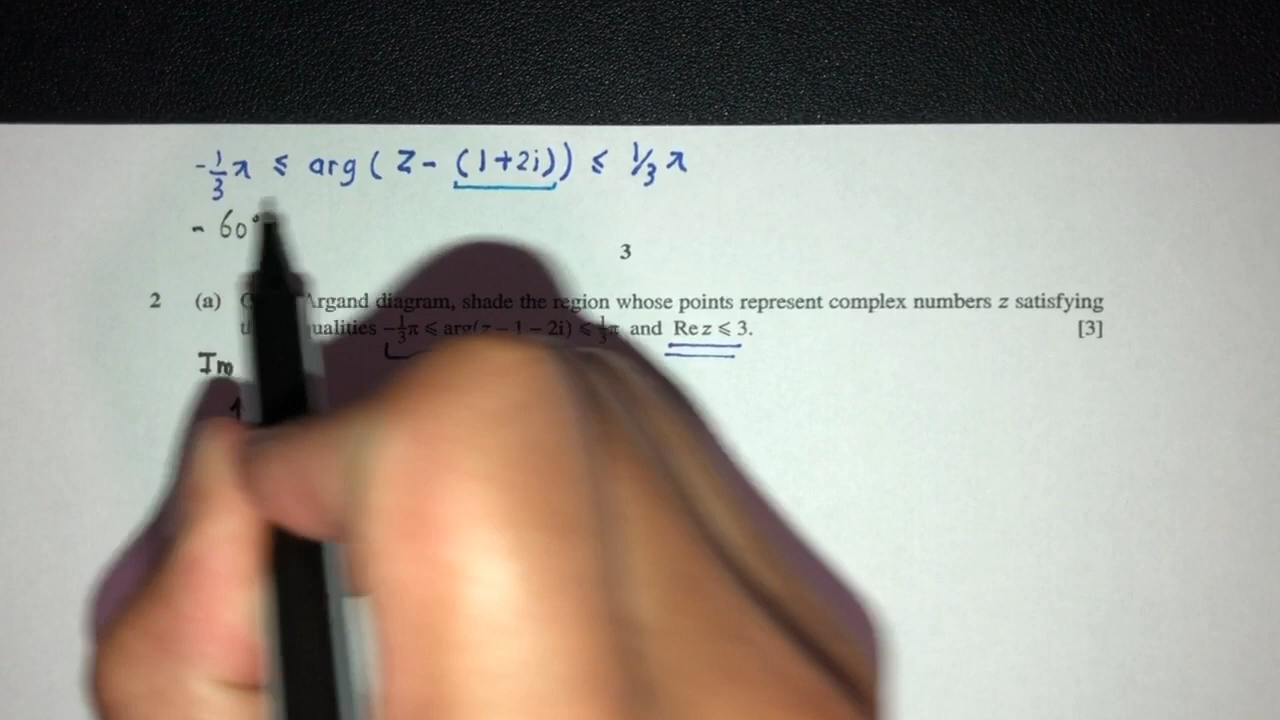 -1/3 π ≤ arg ( z - (1+2i)) ≤ 1/3 π
- 60°
3
2 (a) Argand diagram, shade the region whose points represent complex numbers z satisfying
-1/3π ≤ arg(z - 1 - 2i) ≤ 1/3π and Re z ≤ 3. [3]
Im